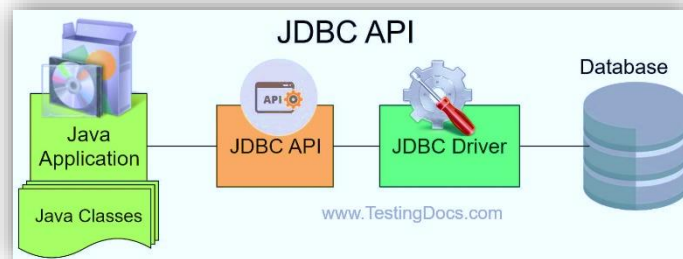 JDBC API
Database
API
Java
Application
JDBC API
JDBC Driver
Java Classes
www.TestingDocs.com